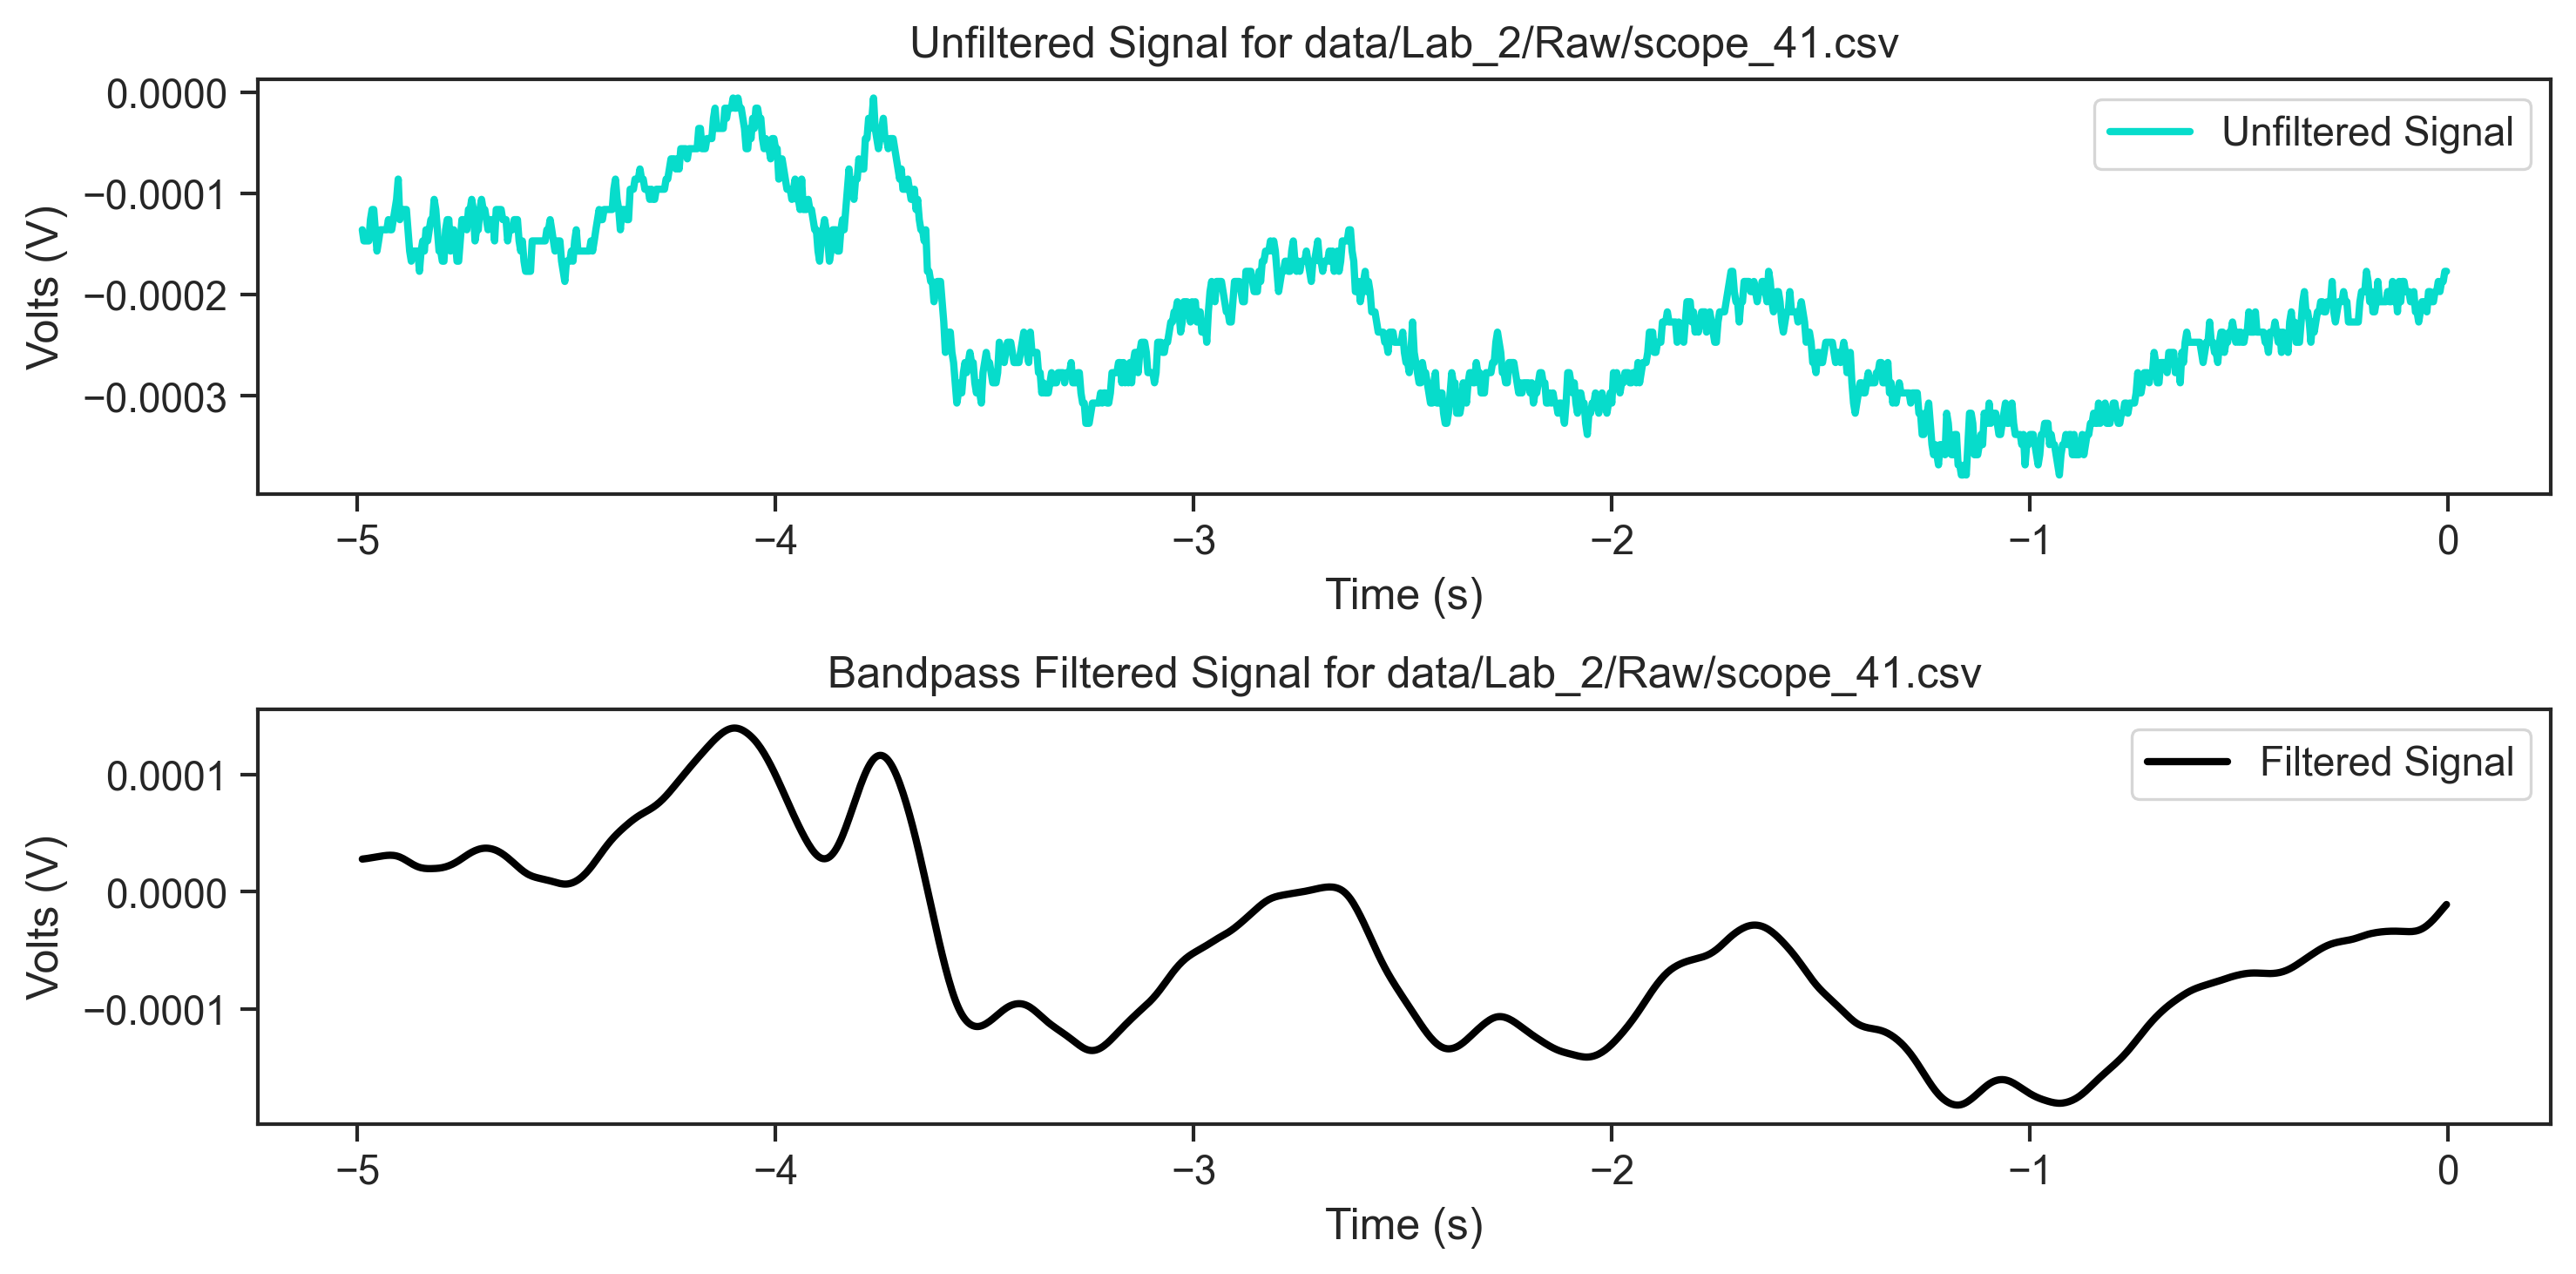 Unfiltered Signal for data/Lab_2/Raw/scope_41.csv
0.0000
−0.0001
−0.0002
−0.0003
Volts (V)
Unfiltered Signal
−5 −4 −3 −2 −1 0
Time (s)
Bandpass Filtered Signal for data/Lab_2/Raw/scope_41.csv
0.0001
0.0000
−0.0001
Volts (V)
Filtered Signal
−5 −4 −3 −2 −1 0
Time (s)